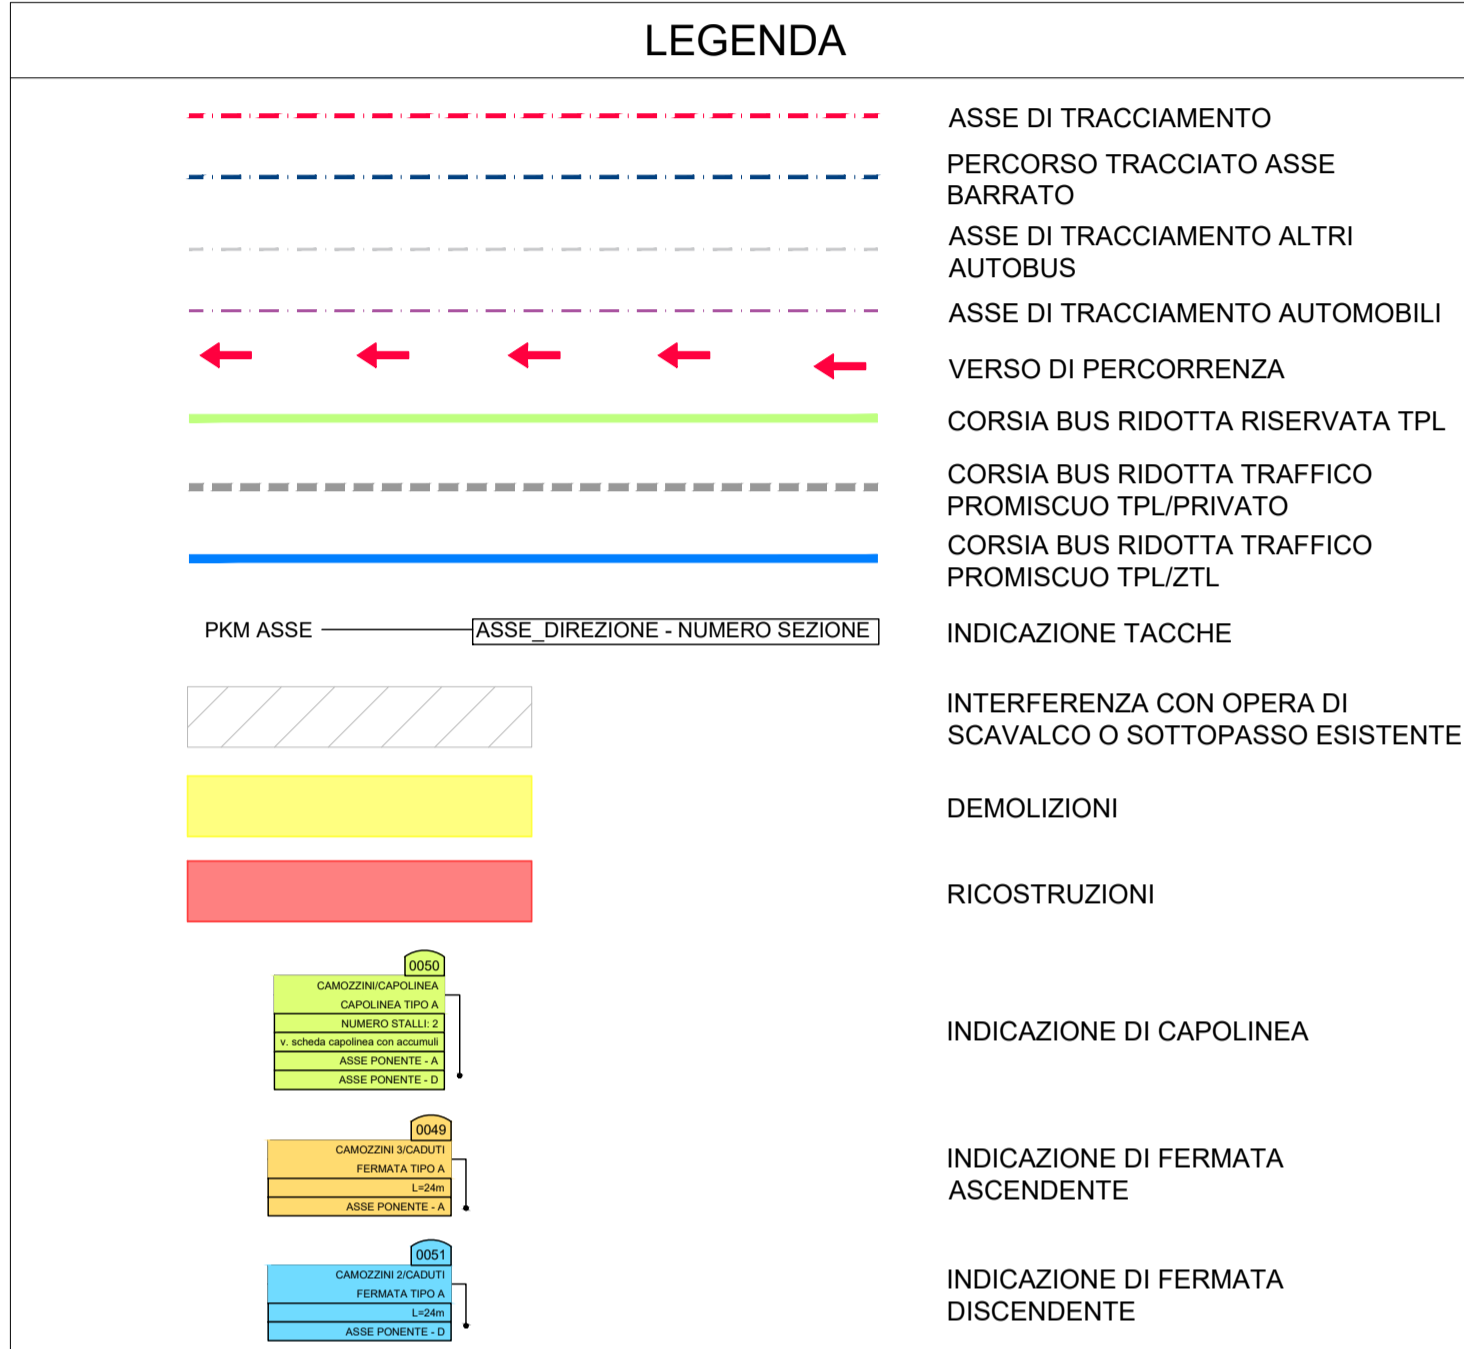 LEGENDA
ASSE DI TRACCIAMENTO
PERCORSO TRACCIATO ASSE
BARRATO
ASSE DI TRACCIAMENTO ALTRI
AUTOBUS
ASSE DI TRACCIAMENTO AUTOMOBILI
VERSO DI PERCORRENZA
CORSIA BUS RIDOTTA RISERVATA TPL
CORSIA BUS RIDOTTA TRAFFICO
PROMISCUO TPL/PRIVATO
CORSIA BUS RIDOTTA TRAFFICO
PROMISCUO TPL/ZTL
PKM ASSE
ASSE_DIREZIONE - NUMERO SEZIONE
INDICAZIONE TACCHE
INTERFERENZA CON OPERA DI
SCAVALCO O SOTTOPASSO ESISTENTE
DEMOLIZIONI
RICOSTRUZIONI
0050
CAMOZZINI/CAPOLINEA
CAPOLINEA TIPO A
NUMERO STALLI: 2
v. scheda capolinea con accumuli
ASSE PONENTE - A
ASSE PONENTE - D
INDICAZIONE DI CAPOLINEA
0049
CAMOZZINI 3/CADUTI
FERMATA TIPO A
L=24m
ASSE PONENTE - A
INDICAZIONE DI FERMATA
ASCENDENTE
0051
CAMOZZINI 2/CADUTI
FERMATA TIPO A
L=24m
ASSE PONENTE - D
INDICAZIONE DI FERMATA
DISCENDENTE